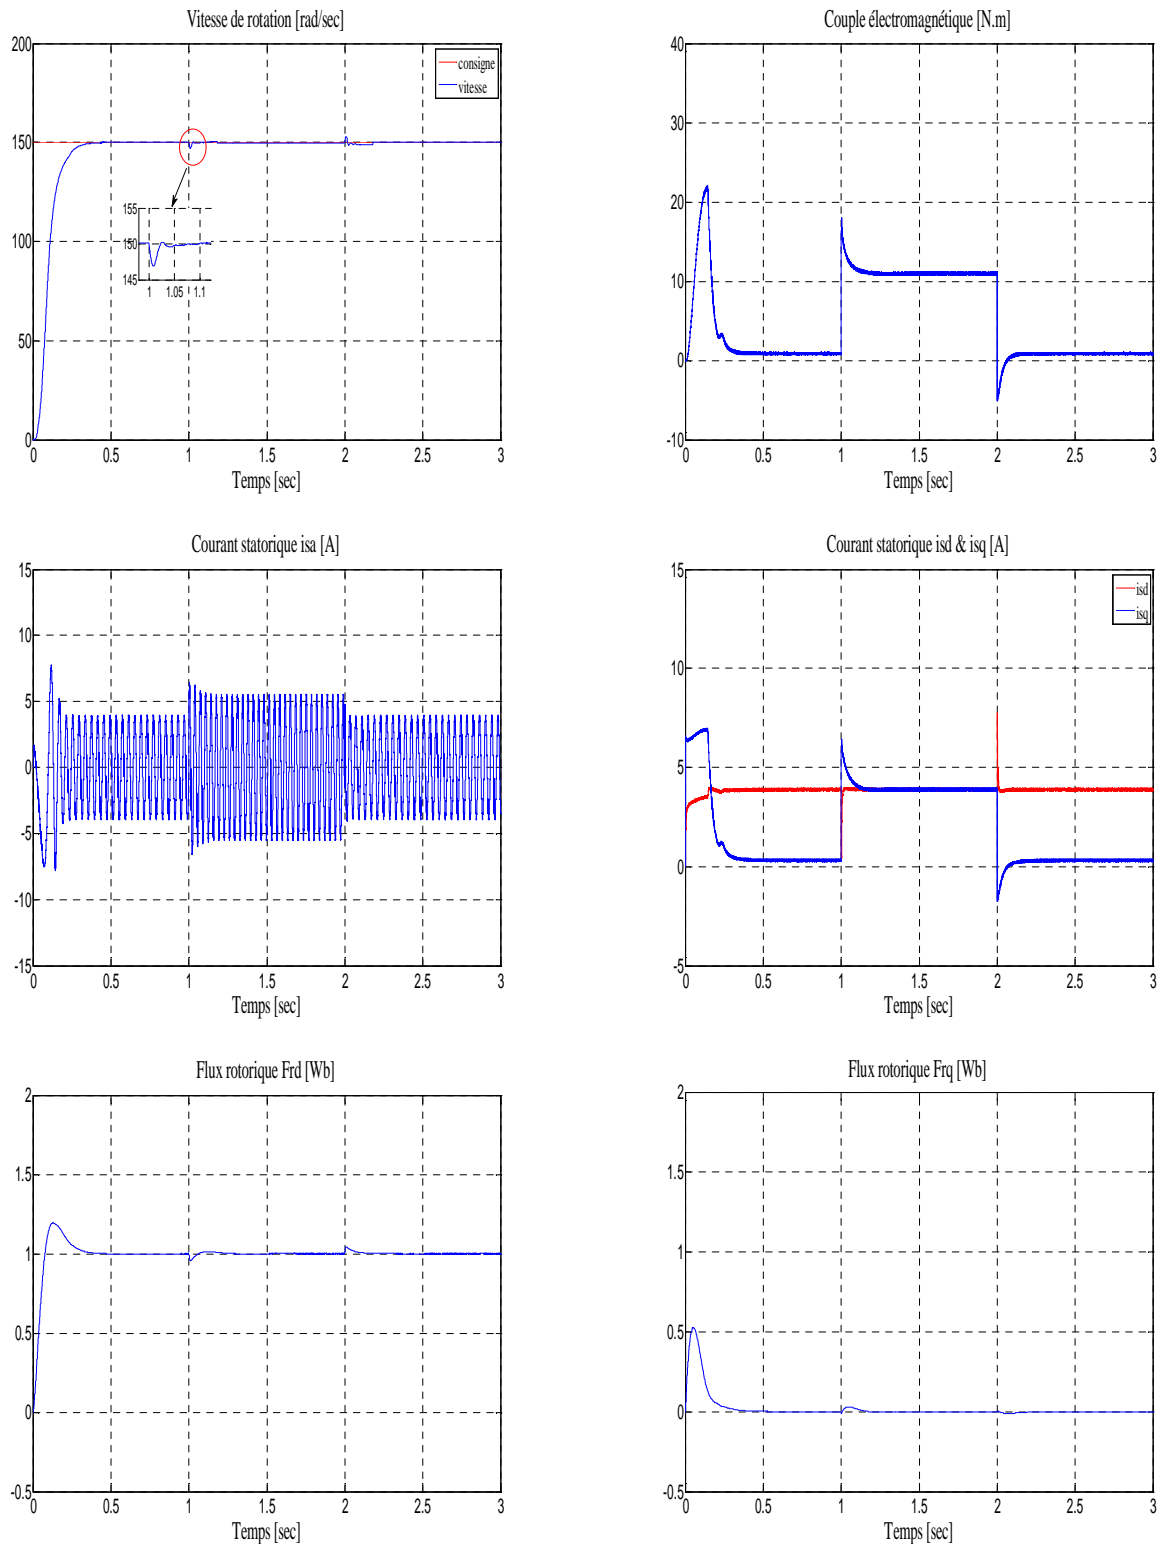 Vitesse de rotation [rad/sec]
200
150
100
50
0
0 0.5 1 1.5 2 2.5 3
Temps [sec]
consigne
vitesse
155
150
145
1 1.05 1.1
Couple électromagnétique [N.m]
40
30
20
10
0
-10
0 0.5 1 1.5 2 2.5 3
Temps [sec]
Courant statorique isa [A]
15
10
5
0
-5
-10
-15
0 0.5 1 1.5 2 2.5 3
Temps [sec]
Courant statorique isd & isq [A]
15
10
5
0
-5
0 0.5 1 1.5 2 2.5 3
Temps [sec]
isd
isq
Flux rotorique Frd [Wb]
2
1.5
1
0.5
0
-0.5
0 0.5 1 1.5 2 2.5 3
Temps [sec]
Flux rotorique Frq [Wb]
2
1.5
1
0.5
0
-0.5
0 0.5 1 1.5 2 2.5 3
Temps [sec]